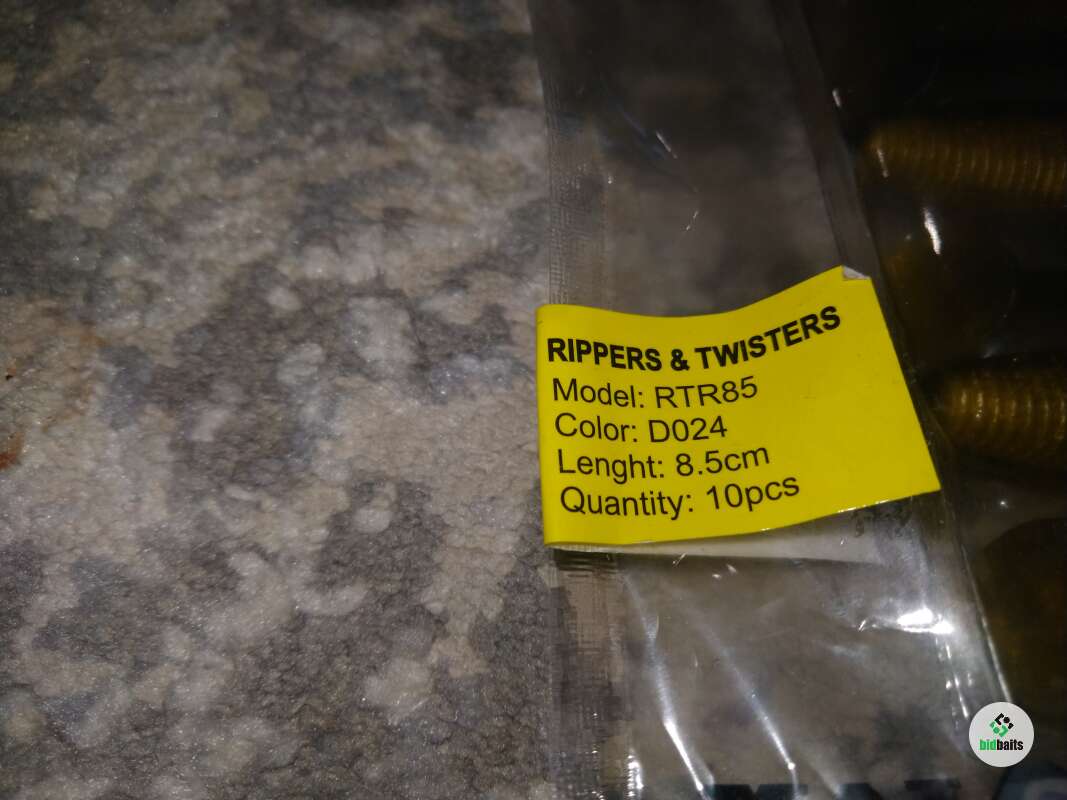 RIPPERS & TWISTERS
Model: RTR85
Color: D024
Lenght: 8.5cm
Quantity: 10pcs
bidbaits